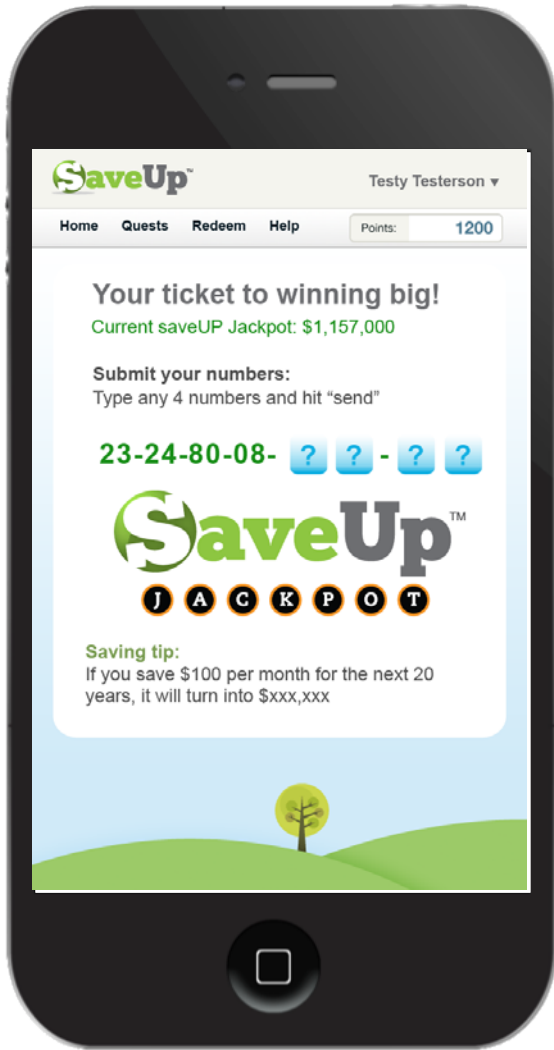 SaveUp™
Testy Testerson ▼
Home Quests Redeem Help Points: 1200
Your ticket to winning big!
Current saveUP Jackpot: $1,157,000
Submit your numbers:
Type any 4 numbers and hit “send”
23-24-80-08- ? ? - ? ?
SaveUp™
JACKPOT
Saving tip:
If you save $100 per month for the next 20
years, it will turn into $xxx,xxx